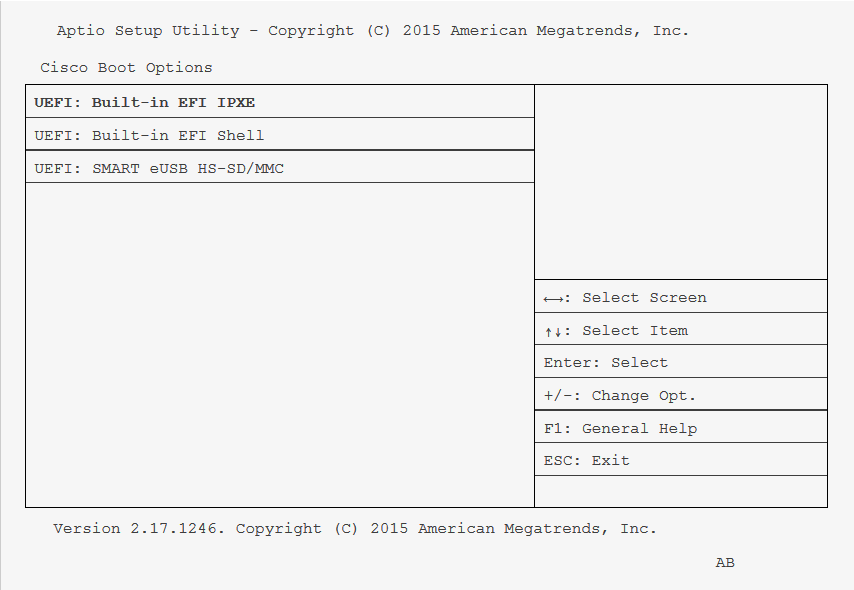 Aptio Setup Utility - Copyright (C) 2015 American Megatrends, Inc.
Cisco Boot Options
UEFI: Built-in EFI IPXE
UEFI: Built-in EFI Shell
UEFI: SMART eUSB HS-SD/MMC
←→: Select Screen
↑↓: Select Item
Enter: Select
+/-: Change Opt.
F1: General Help
ESC: Exit
Version 2.17.1246. Copyright (C) 2015 American Megatrends, Inc.
AB